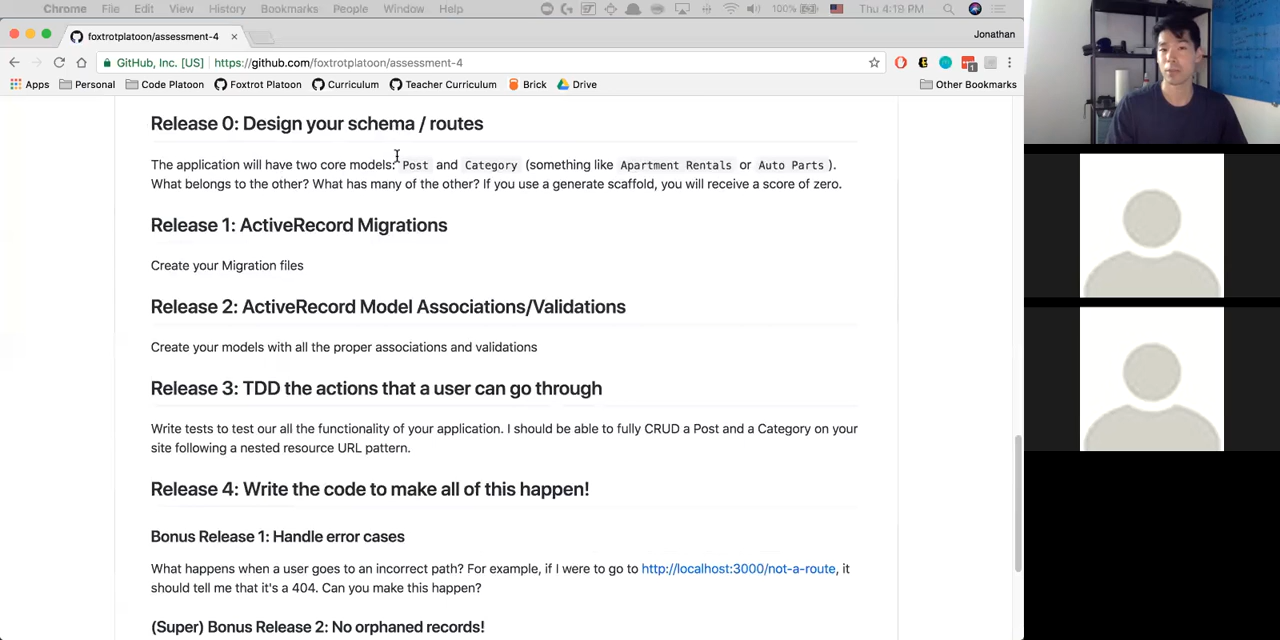 Chrome File Edit View History Bookmarks People Window Help 100% Thu 4:19 PM
foxtrotplatoon/assessment-4 Jonathan
GitHub, Inc. [US] https://github.com/foxtrotplatoon/assessment-4
Apps Personal Code Platoon Foxtrot Platoon Curriculum Teacher Curriculum Brick Drive Other Bookmarks
Release 0: Design your schema / routes
The application will have two core models: Post and Category (something like Apartment Rentals or Auto Parts ).
What belongs to the other? What has many of the other? If you use a generate scaffold, you will receive a score of zero.
Release 1: ActiveRecord Migrations
Create your Migration files
Release 2: ActiveRecord Model Associations/Validations
Create your models with all the proper associations and validations
Release 3: TDD the actions that a user can go through
Write tests to test our all the functionality of your application. I should be able to fully CRUD a Post and a Category on your
site following a nested resource URL pattern.
Release 4: Write the code to make all of this happen!
Bonus Release 1: Handle error cases
What happens when a user goes to an incorrect path? For example, if I were to go to http://localhost:3000/not-a-route, it
should tell me that it's a 404. Can you make this happen?
(Super) Bonus Release 2: No orphaned records!